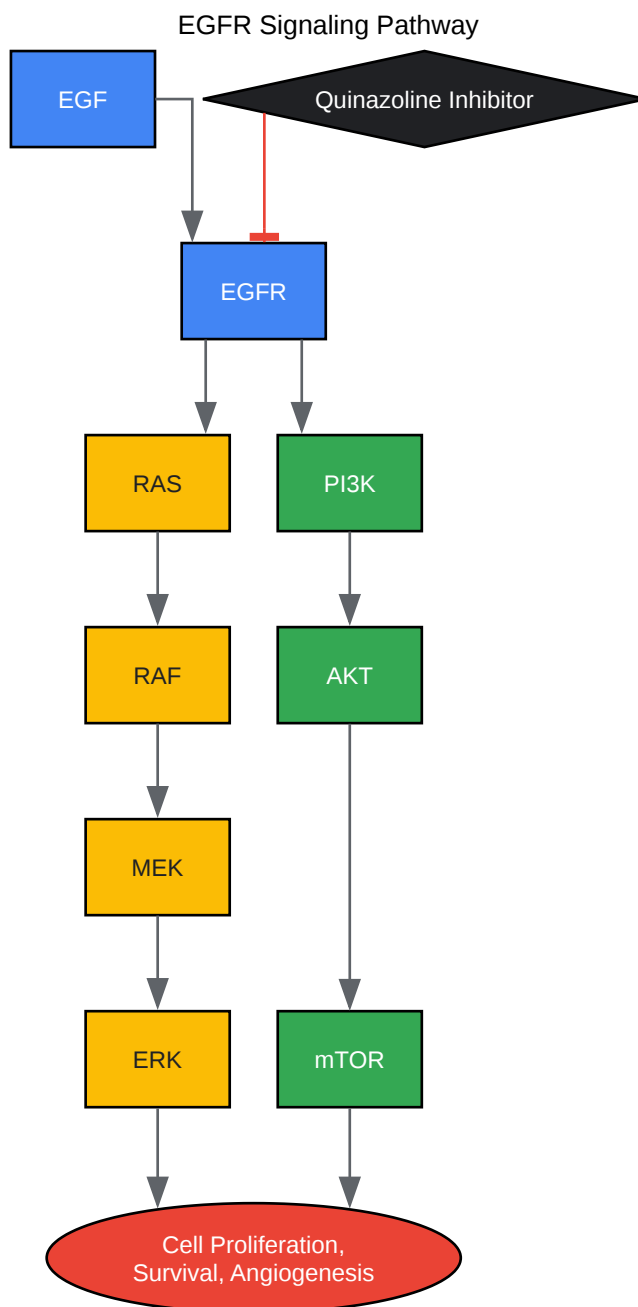 EGFR Signaling Pathway
EGF
Quinazoline Inhibitor
EGFR
RAS
PI3K
RAF
AKT
MEK
ERK
mTOR
Cell Proliferation,
Survival, Angiogenesis